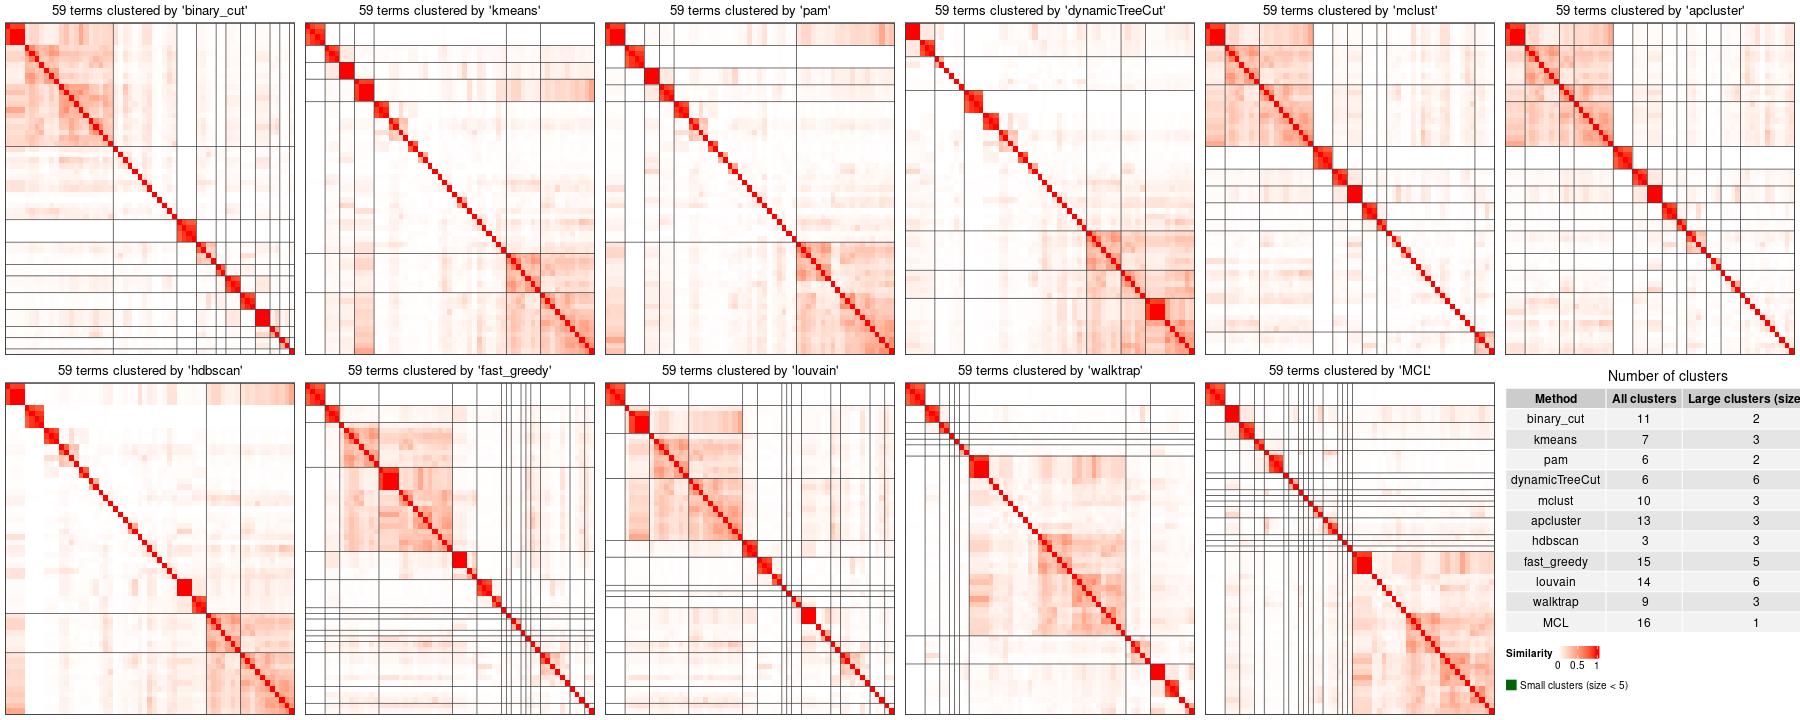 59 terms clustered by 'binary_cut'
59 terms clustered by 'kmeans'
59 terms clustered by 'pam'
59 terms clustered by 'dynamicTreeCut'
59 terms clustered by 'mclust'
59 terms clustered by 'apcluster'
59 terms clustered by 'hdbscan'
59 terms clustered by 'fast_greedy'
59 terms clustered by 'louvain'
59 terms clustered by 'walktrap'
59 terms clustered by 'MCL'
Number of clusters
Method All clusters Large clusters (size
binary_cut 11 2
kmeans 7 3
pam 6 2
dynamicTreeCut 6 6
mclust 10 3
apcluster 13 3
hdbscan 3 3
fast_greedy 15 5
louvain 14 6
walktrap 9 3
MCL 16 1
Similarity
0 0.5 1
Small clusters (size < 5)